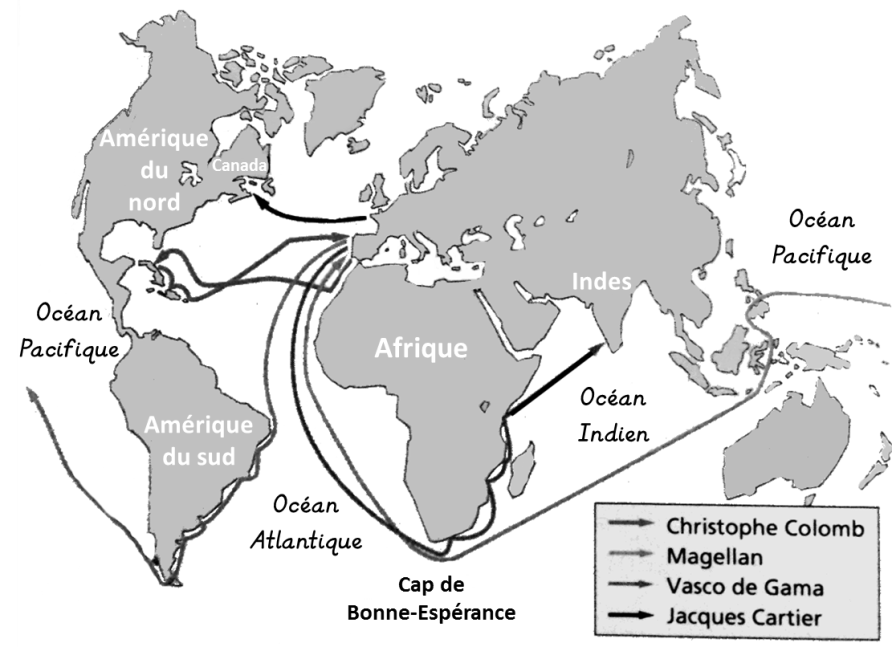 Amérique
du
nord
Canada
Océan
Pacifique
Indes
Océan
Pacifique
Afrique
Océan
Indien
Amérique
du sud
Océan
Atlantique
Cap de
Bonne-Espérance
Christophe Colomb
Magellan
Vasco de Gama
Jacques Cartier